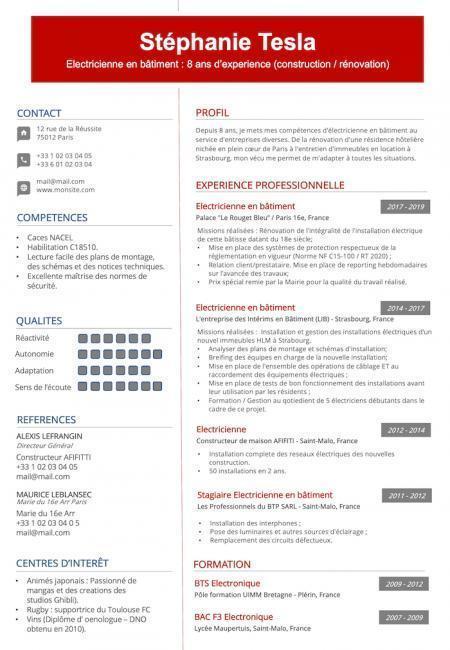 Stéphanie Tesla
Electricienne en bâtiment : 8 ans d'experience (construction / rénovation)
CONTACT
12 rue de la Réussite
75012 Paris
+33 1 02 03 04 05
+33 6 01 02 03 04
mail@mail.com
www.monsite.com
COMPETENCES
• Caces NACEL
• Habilitation C18510.
• Lecture facile des plans de montage,
des schémas et des notices techniques.
• Excellente maîtrise des normes de
sécurité.
QUALITES
Réactivité
Autonomie
Adaptation
Sens de l'écoute
REFERENCES
ALEXIS LEFRANGIN
Directeur Général
Constructeur AFIFITTI
+33 1 02 03 04 05
mail@mail.com
MAURICE LEBLANSEC
Marie du 16e Arr Paris
Marie du 16e Arr
+33 1 02 03 04 0 5
mail@mail.com
CENTRES D'INTERÊT
• Animés japonais : Passionné de
mangas et des creations des
studios Ghibli).
• Rugby : supportrice du Toulouse FC
• Vins (Diplome d' oenologue – DNO
obtenu en 2010).
PROFIL
Depuis 8 ans, je mets mes compétences d'électricienne en bâtiment au
service d'entreprises diverses. De la rénovation d'une résidence hôtelière
nichée en plein cœur de Paris à l'entretien d'immeubles en location à
Strasbourg, mon vécu me permet de m'adapter à toutes les situations.
EXPERIENCE PROFESSIONNELLE
Electricienne en bâtiment 2017 - 2019
Palace "Le Rouget Bleu" / Paris 16e, France
Missions réalisées : Rénovation de l'intégralité de l'installation électrique
de cette bâtisse datant du 18e siècle;
• Mise en place des systèmes de protection respectueux de la
réglementation en vigueur (Norme NF C15-100 / RT 2020) ;
• Relation client/prestataire. Mise en place de reporting hebdomadaires
sur l'avancée des travaux;
• Prix spécial remise par la Mairie pour la qualité du travail réalisé.
Electricienne en bâtiment 2014 - 2017
L'entreprise des Intérims en Bâtiment (LIB) - Strasbourg, France
Missions réalisées : Installation et gestion des installations électriques d'un
nouvel immeubles HLM à Strabourg.
• Analyser des plans de montage et schémas d'installation;
• Breifing des équipes en charge de la nouvelle installation;
• Mise en place de l'ensemble des opérations de câblage ET au
raccordement des équipements électriques ;
• Mise en place de tests de bon fonctionnement des installations avant
leur utilisation par les résidents ;
• Formation / Gestion au qotidient de 5 électriciens débutants dans le
cadre de ce projet.
Electricienne 2012 - 2014
Constructeur de maison AFIFITI - Saint-Malo, France
• Installation complete des reseaux électriques des nouvelles
construction.
• 50 installations en 2 ans.
Stagiaire Electricienne en bâtiment 2011 - 2012
Les Professionnels du BTP SARL - Saint-Malo, France
• Installation des interphones ;
• Pose des luminaires et autres sources d'éclairage ;
• Remplacement des circuits défectueux.
FORMATION
BTS Electronique 2009 - 2012
Pôle formation UIMM Bretagne - Plérin, France
BAC F3 Electronique 2007 - 2009
Lycée Maupertuis, Saint-Malo, France